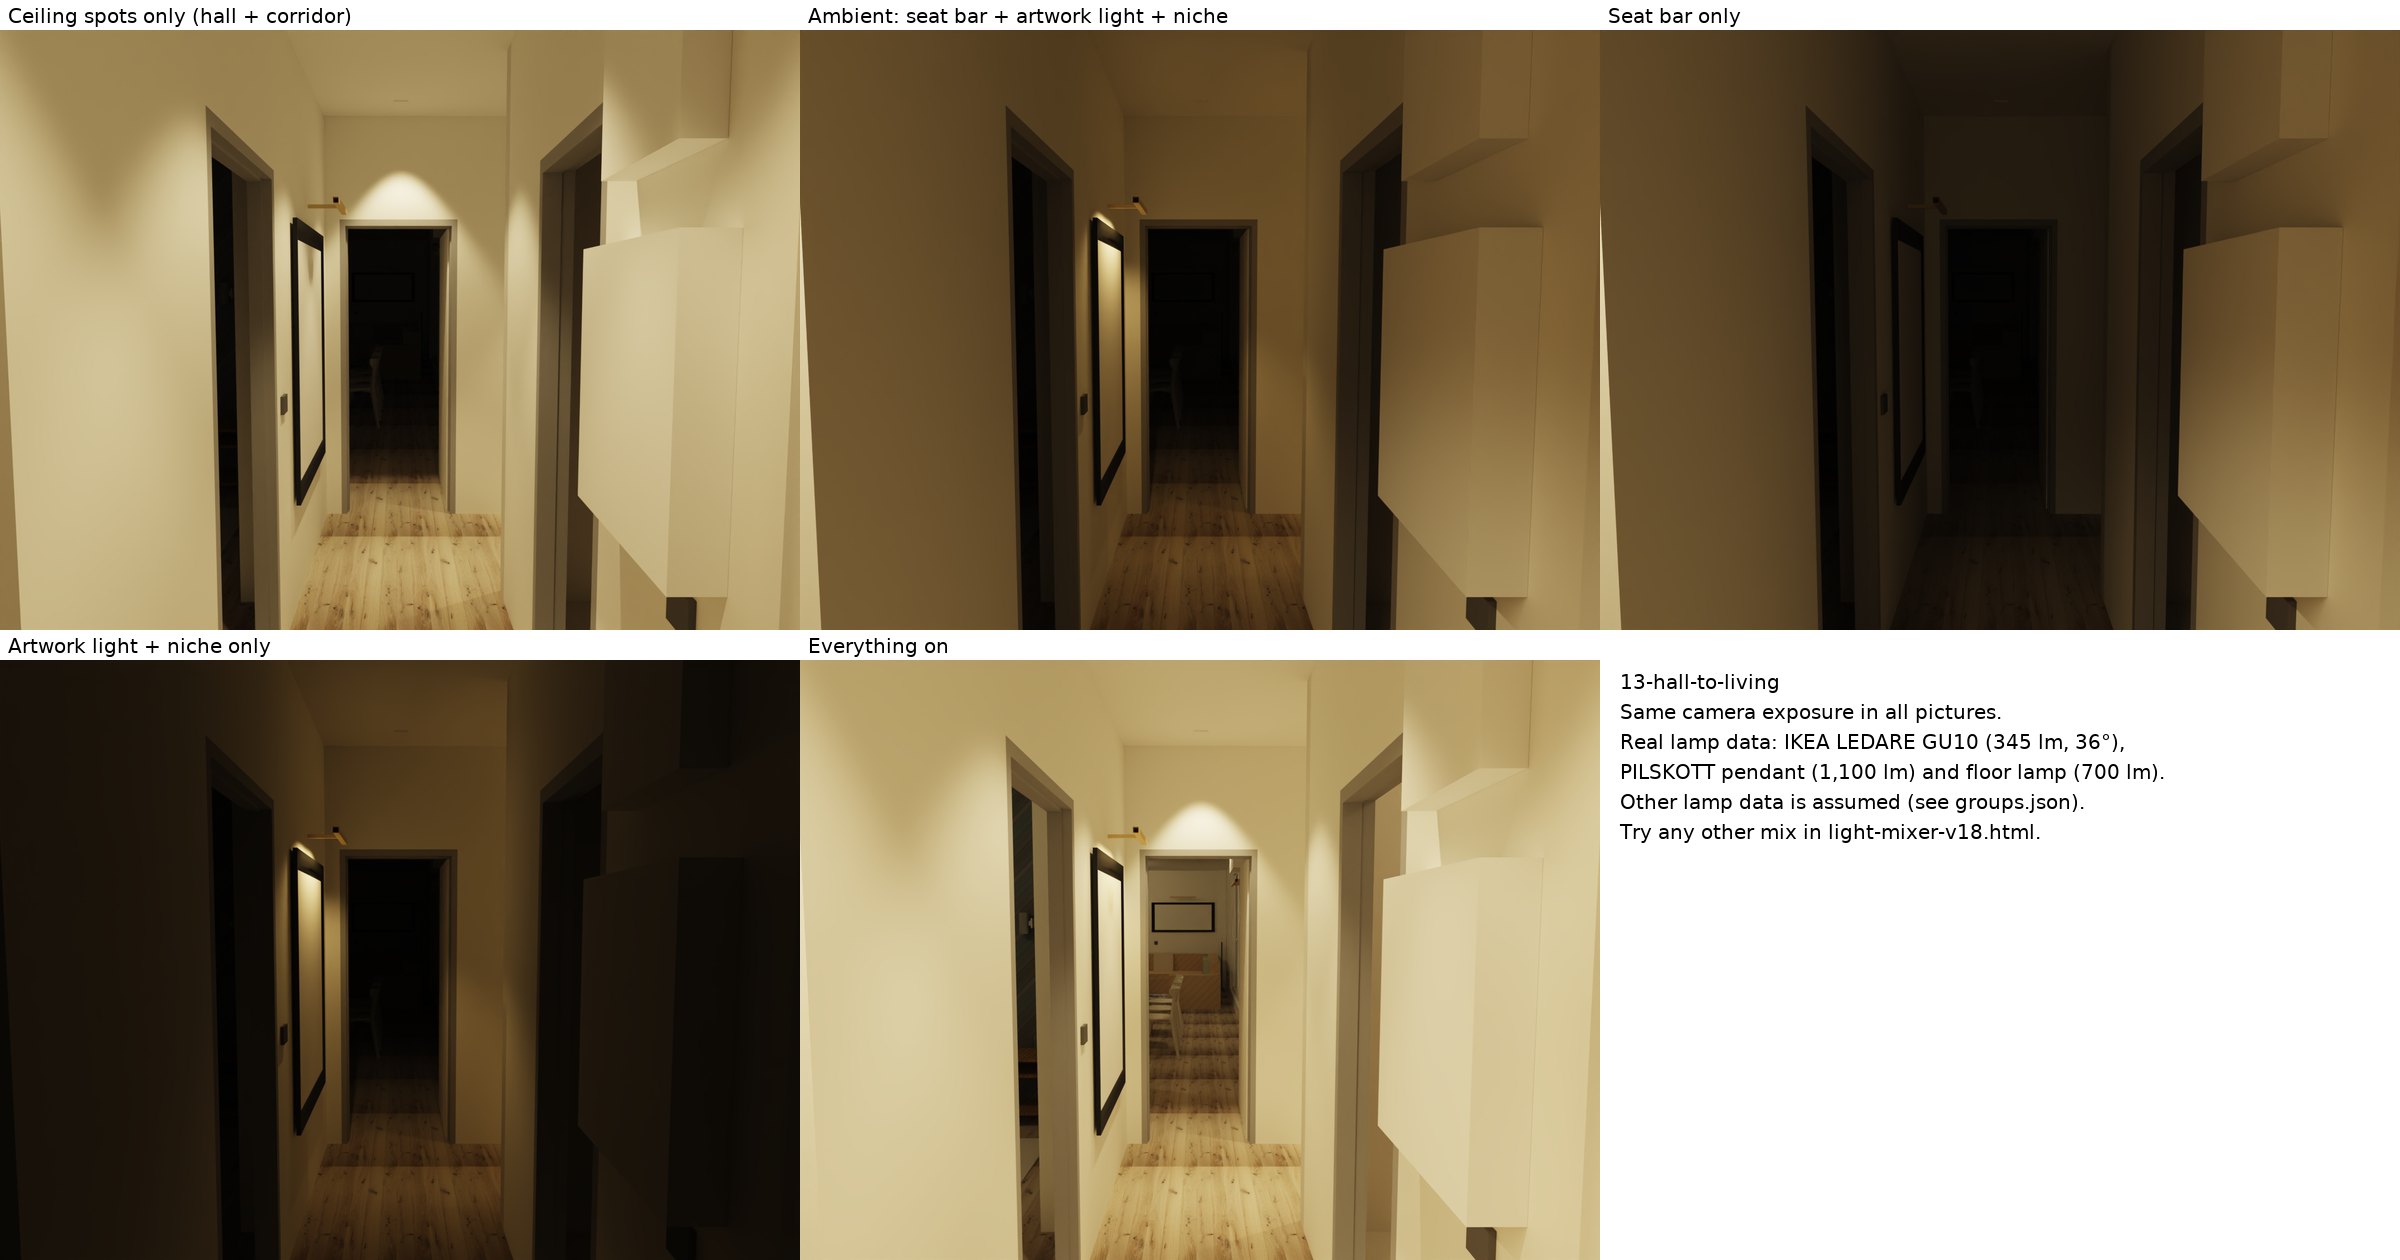 Ceiling spots only (hall + corridor)
Ambient: seat bar + artwork light + niche
Seat bar only
Artwork light + niche only
Everything on
13-hall-to-living
Same camera exposure in all pictures.
Real lamp data: IKEA LEDARE GU10 (345 lm, 36°),
PILSKOTT pendant (1,100 lm) and floor lamp (700 lm).
Other lamp data is assumed (see groups.json).
Try any other mix in light-mixer-v18.html.